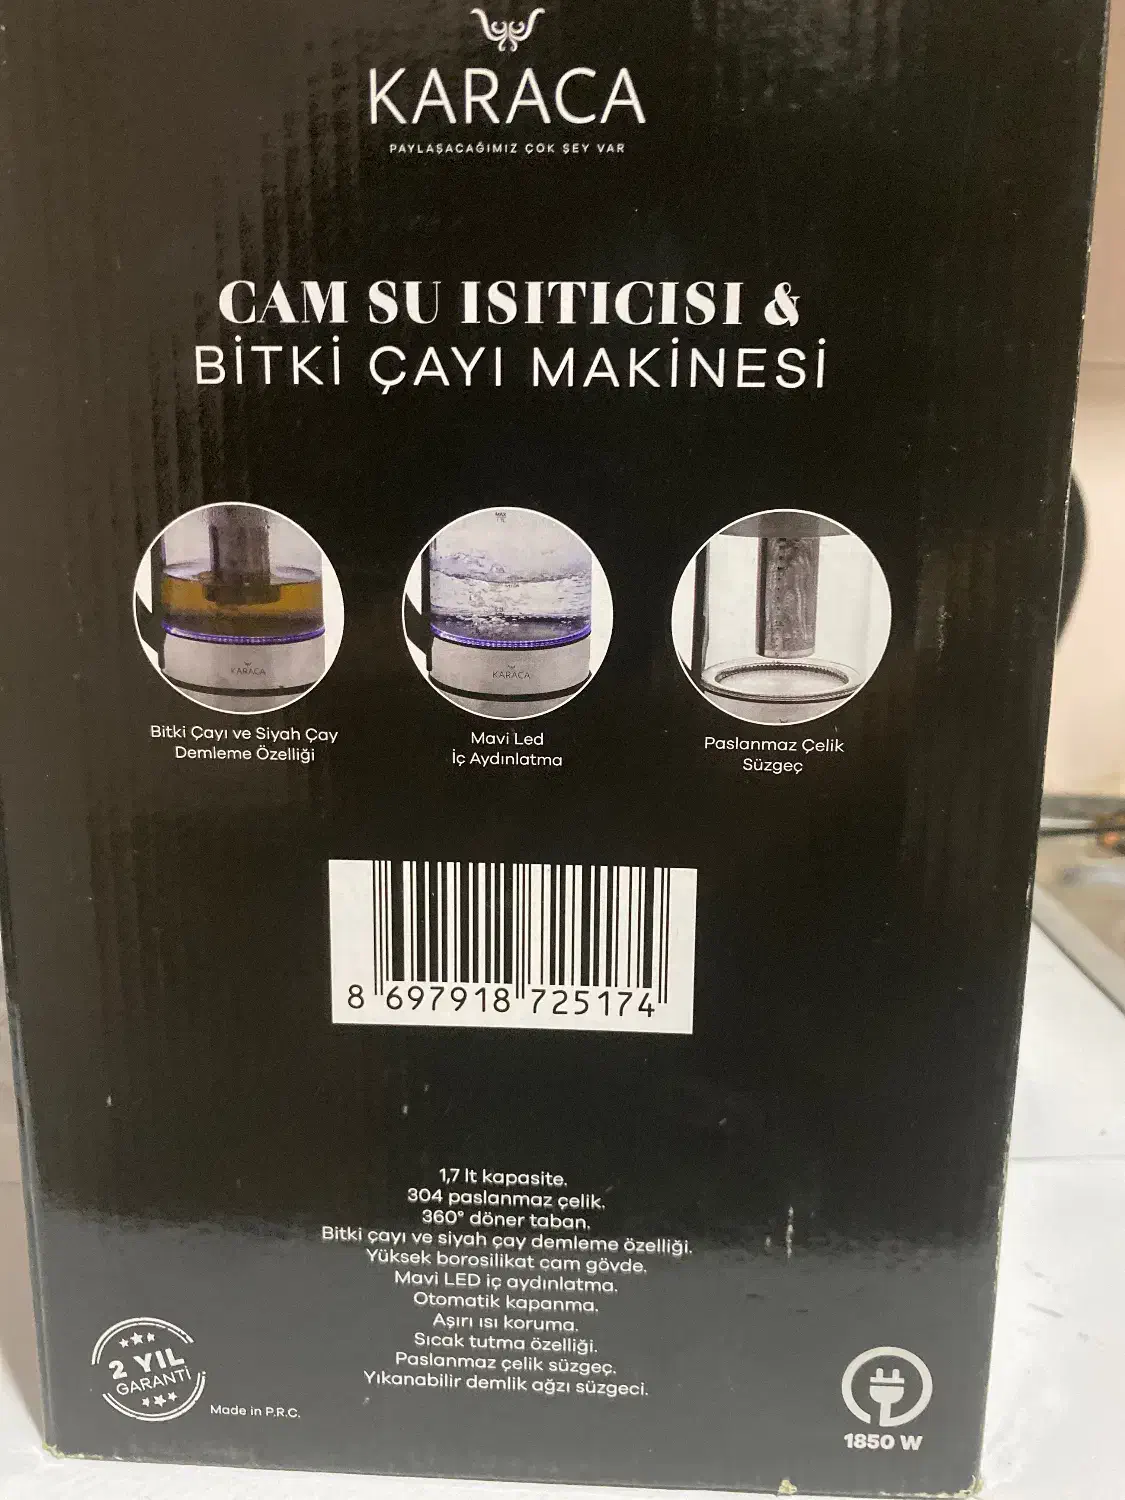 KARACA
PAYLAŞACAĞIMIZ ÇOK ŞEY VAR
CAM SU ISITICISI &
BİTKİ ÇAYI MAKİNESİ
KARACA
MAX
KARACA
Bitki Çayı ve Siyah Çay
Demleme Özelliği
Mavi Led
İç Aydınlatma
Paslanmaz Çelik
Süzgeç
8 697918 725174
1,7 lt kapasite.
304 paslanmaz çelik.
360° döner taban.
Bitki çayı ve siyah çay demleme özelliği.
Yüksek borosilikat cam gövde.
Mavi LED iç aydınlatma.
Otomatik kapanma.
Aşırı ısı koruma.
Sıcak tutma özelliği.
Paslanmaz çelik süzgeç.
Yıkanabilir demlik ağzı süzgeci.
2 YIL
GARANTİ
Made in P.R.C.
1850 W